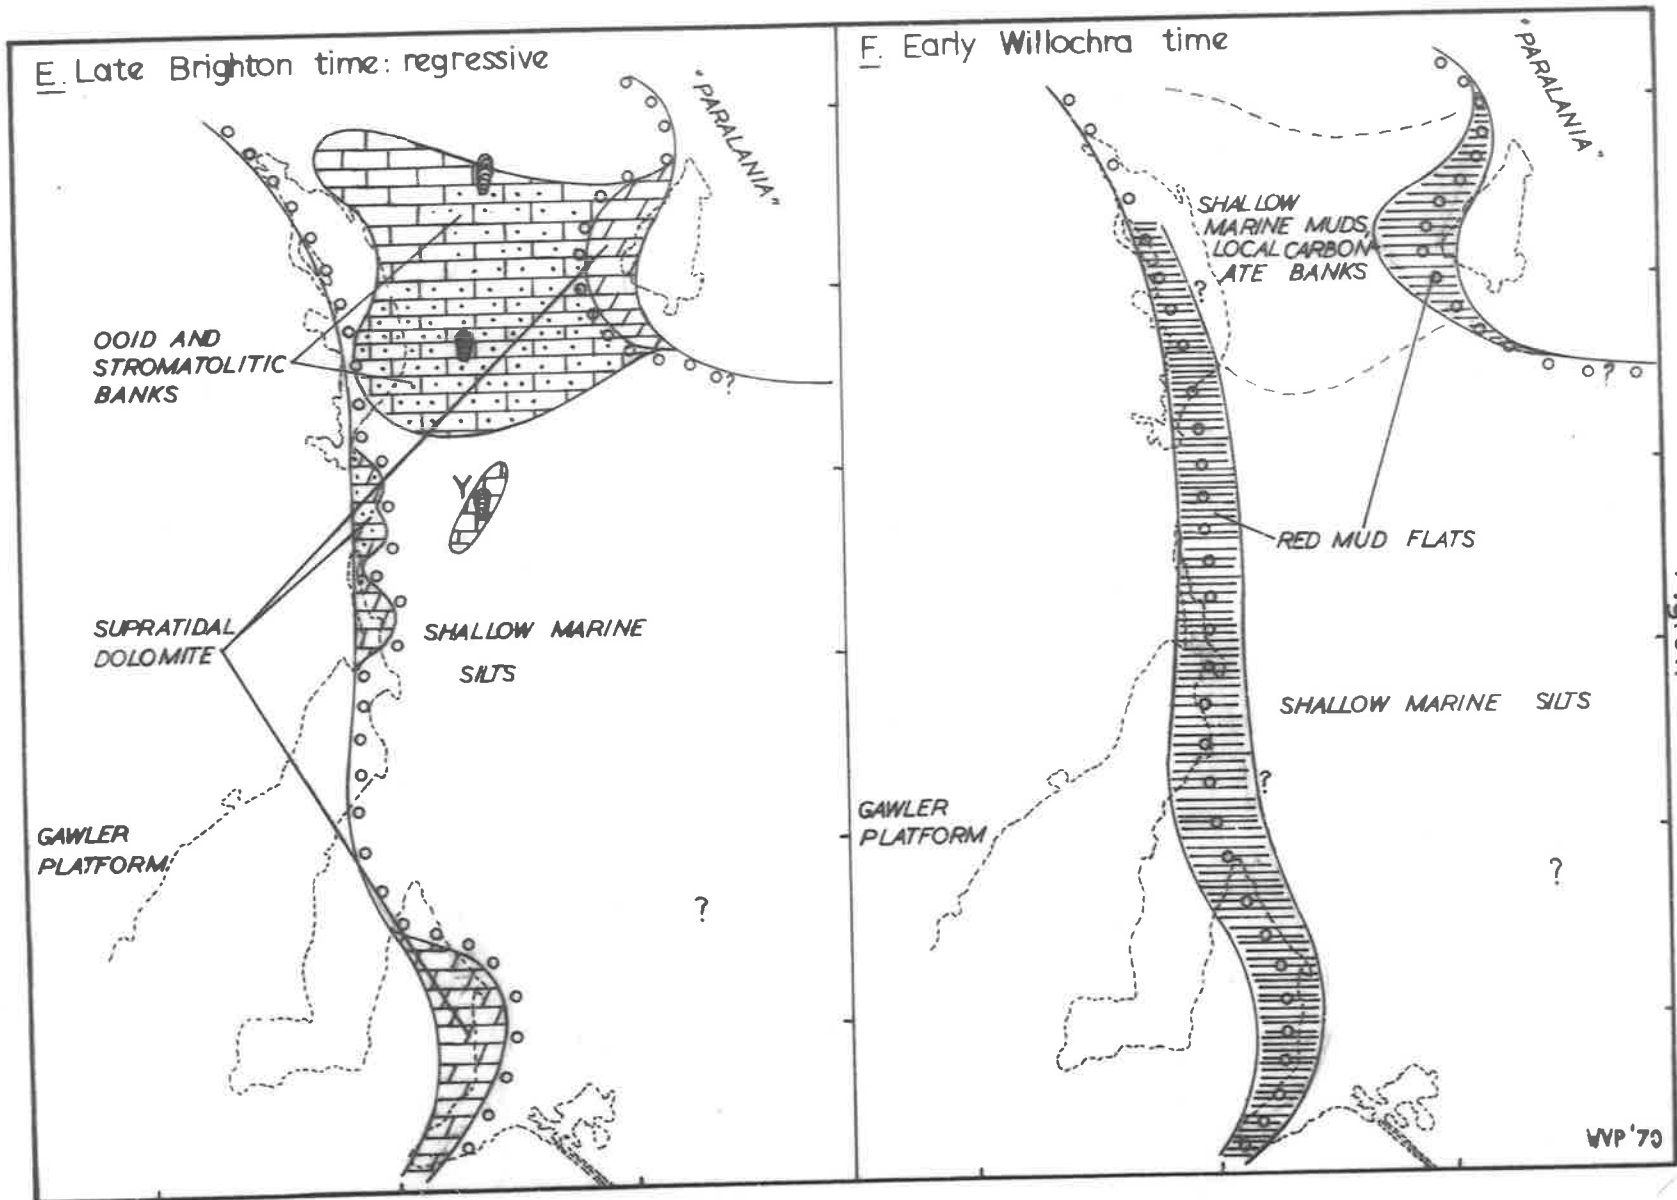 E. Late Brighton time: regressive
"PARALANIA"
OOID AND
STROMATOLITIC
BANKS
?
Y
SUPRATIDAL
DOLOMITE
SHALLOW MARINE
SILTS
GAWLER
PLATFORM
?
F. Early Willochra time
"PARALANIA"
SHALLOW
MARINE MUDS,
LOCAL CARBON
ATE BANKS
?
?
RED MUD FLATS
SHALLOW MARINE SILTS
?
GAWLER
PLATFORM
?
WVP '70